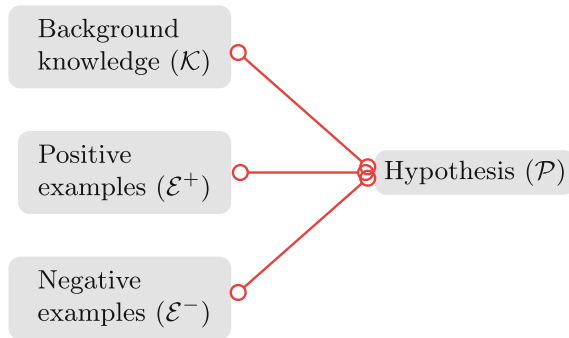 Background
knowledge (𝒦)
Positive
examples (ℰ⁺)
Hypothesis (𝒫)
Negative
examples (ℰ⁻)